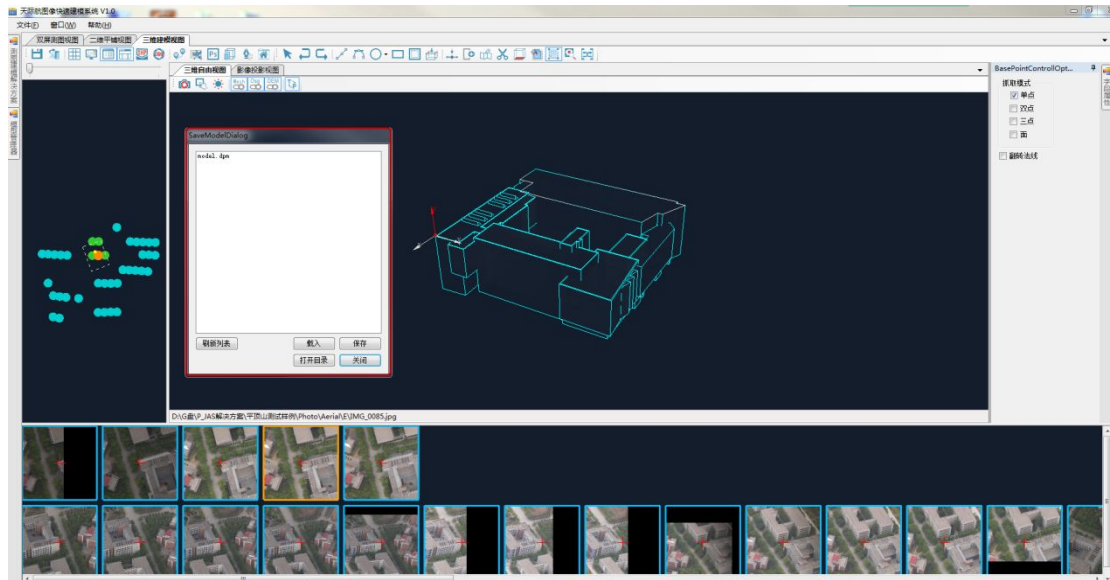 天际航图像快速建模系统 V1.0
文件(F) 窗口(W) 帮助(H)
双屏测图视图 二维平铺视图 三维建模视图
三维自由视图 影像投影视图
BasePointControllOpt...
抓取模式
单点
双点
三点
面
翻转法线
SaveModelDialog
model.dpm
刷新列表 载入 保存
打开目录 关闭
D:\G盘\P_IAS解决方案\平顶山测试样例\Photo\Aerial\E\IMG_0085.jpg